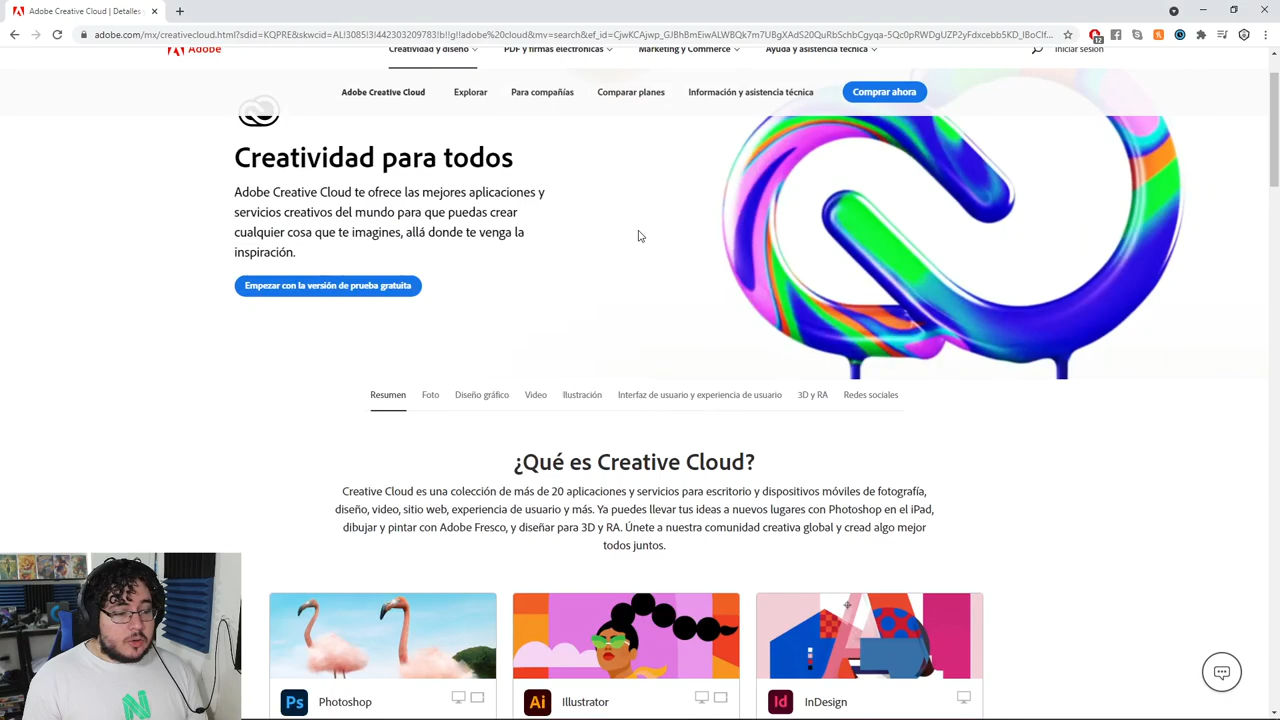 Adobe Creative Cloud | Detalles
adobe.com/mx/creativecloud.html?sdid=KQPRE&skwcid=AL!3085!3!442303209783!b!!g!!adobe%20cloud&mv=search&ef_id=
Adobe
Creatividad y diseño
PDF y firmas electrónicas
Marketing y Commerce
Ayuda y asistencia técnica
Iniciar sesión
Adobe Creative Cloud
Explorar
Para compañías
Comparar planes
Información y asistencia técnica
Comprar ahora
Creatividad para todos
Adobe Creative Cloud te ofrece las mejores aplicaciones y
servicios creativos del mundo para que puedas crear
cualquier cosa que te imagines, allá donde te venga la
inspiración.
Empezar con la versión de prueba gratuita
Resumen
Foto
Diseño gráfico
Video
Ilustración
Interfaz de usuario y experiencia de usuario
3D y RA
Redes sociales
¿Qué es Creative Cloud?
Creative Cloud es una colección de más de 20 aplicaciones y servicios para escritorio y dispositivos móviles de fotografía,
diseño, video, sitio web, experiencia de usuario y más. Ya puedes llevar tus ideas a nuevos lugares con Photoshop en el iPad,
dibujar y pintar con Adobe Fresco, y diseñar para 3D y RA. Únete a nuestra comunidad creativa global y cread algo mejor
todos juntos.
Ps Photoshop
Ai Illustrator
Id InDesign
12